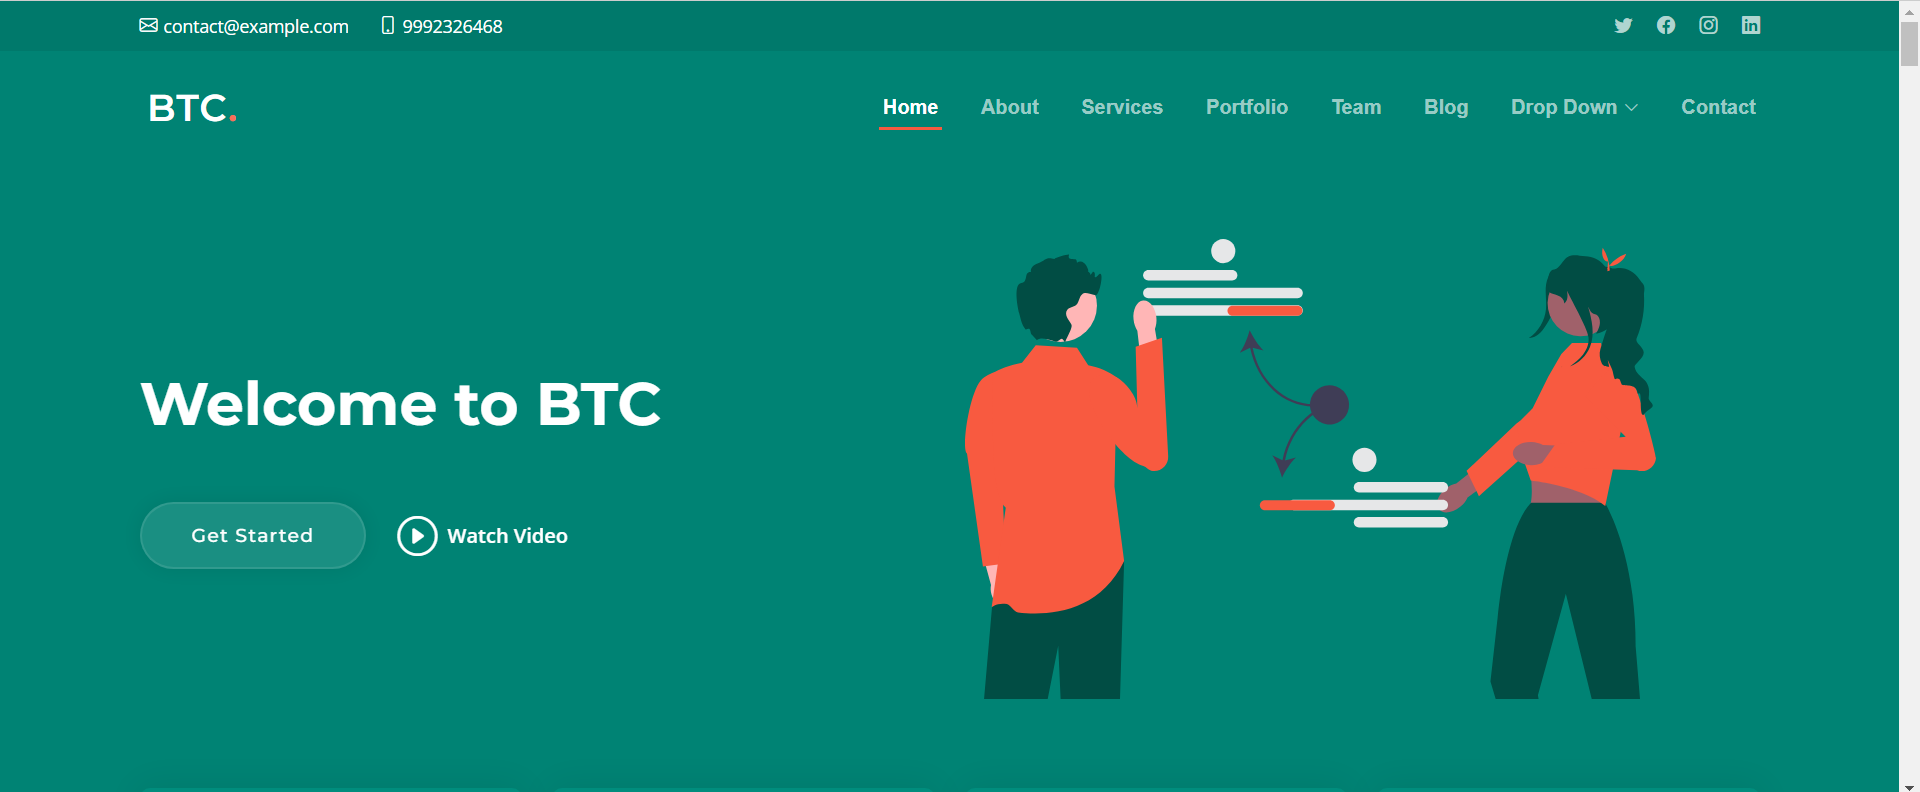 contact@example.com 9992326468
BTC.
Home About Services Portfolio Team Blog Drop Down Contact
Welcome to BTC
Get Started Watch Video